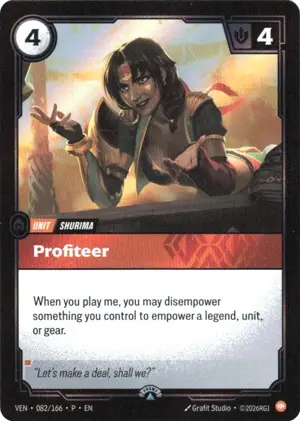 4
4
UNIT SHURIMA
Profiteer
When you play me, you may disempower
something you control to empower a legend, unit,
or gear.
"Let's make a deal, shall we?"
VEN • 082/166 • P • EN
Grafit Studio • ©2026RGI